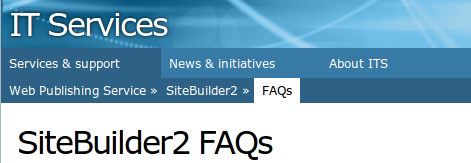 IT Services
Services & support News & initiatives About ITS
Web Publishing Service » SiteBuilder2 » FAQs
SiteBuilder2 FAQs